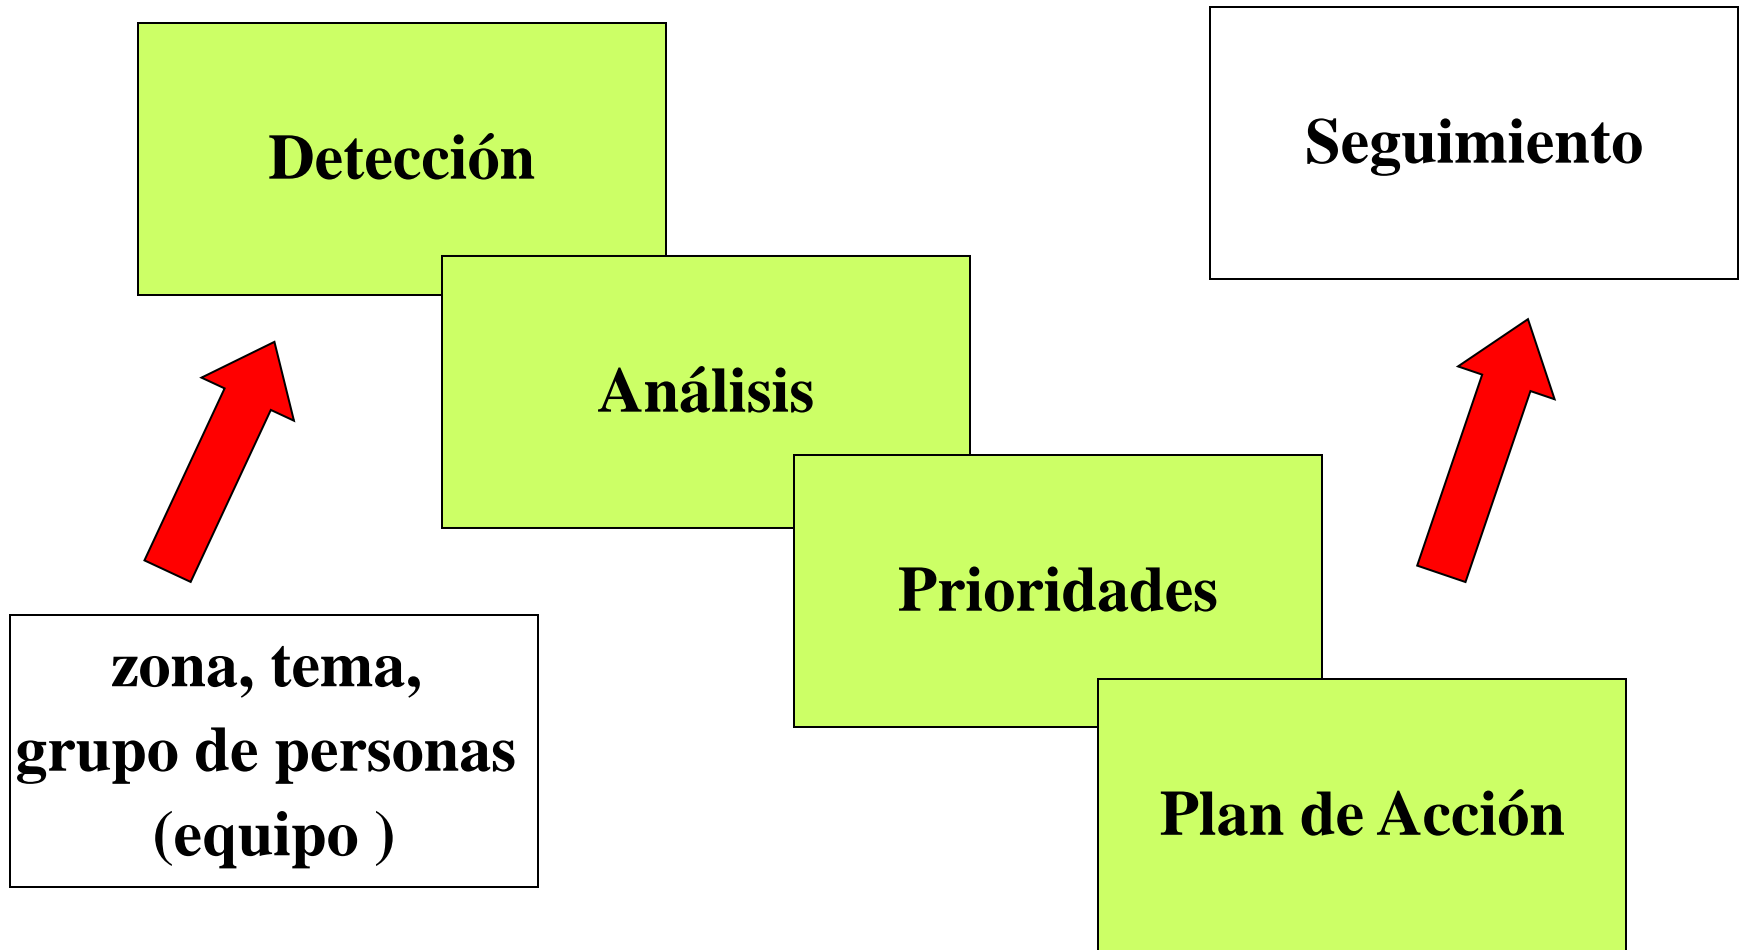 Detección
Seguimiento
Análisis
Prioridades
zona, tema,
grupo de personas
(equipo )
Plan de Acción